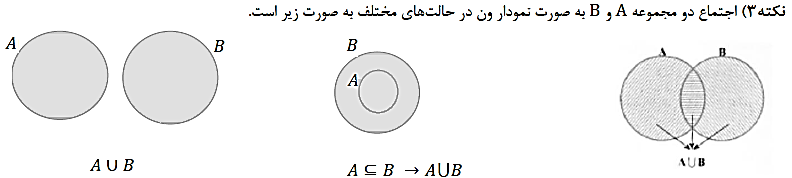 نکته۳) اجتماع دو مجموعه A و B به صورت نمودار ون در حالت‌های مختلف به صورت زیر است.
A B
B
A
A B
A ∪ B
A ⊆ B → A⋃B
A⋃B